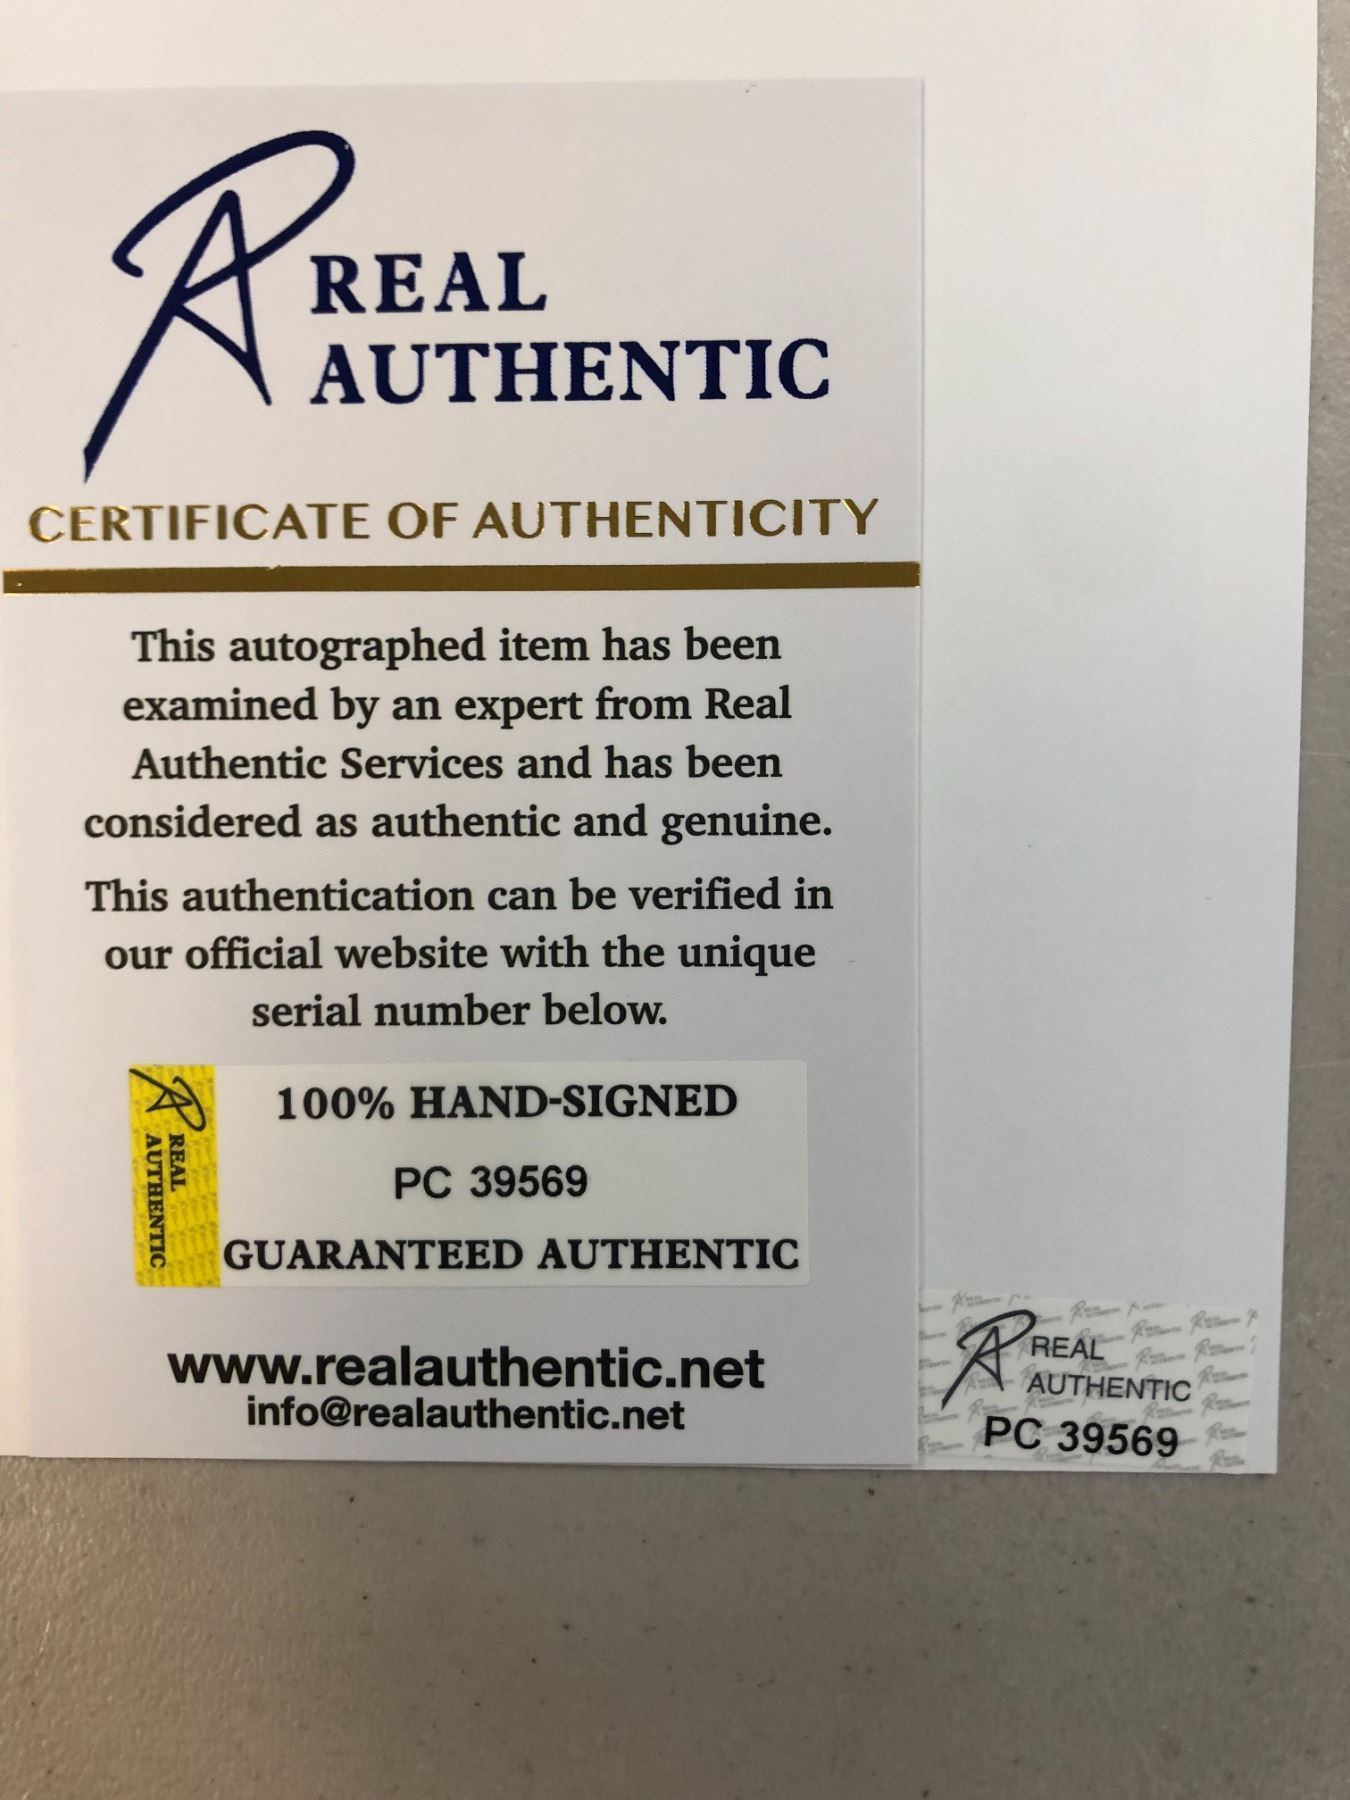 REAL
AUTHENTIC
CERTIFICATE OF AUTHENTICITY
This autographed item has been
examined by an expert from Real
Authentic Services and has been
considered as authentic and genuine.
This authentication can be verified in
our official website with the unique
serial number below.
REAL
AUTHENTIC
100% HAND-SIGNED
PC 39569
GUARANTEED AUTHENTIC
www.realauthentic.net
info@realauthentic.net
REAL
AUTHENTIC
PC 39569